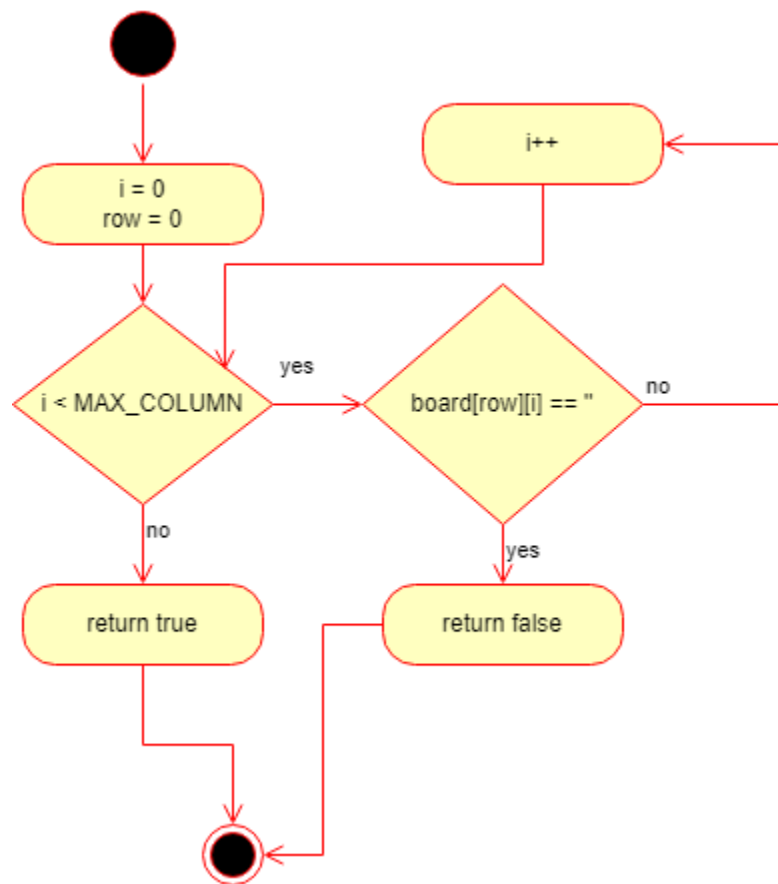 i++
i = 0
row = 0
i < MAX_COLUMN
yes
board[row][i] == ''
no
no
yes
return true
return false